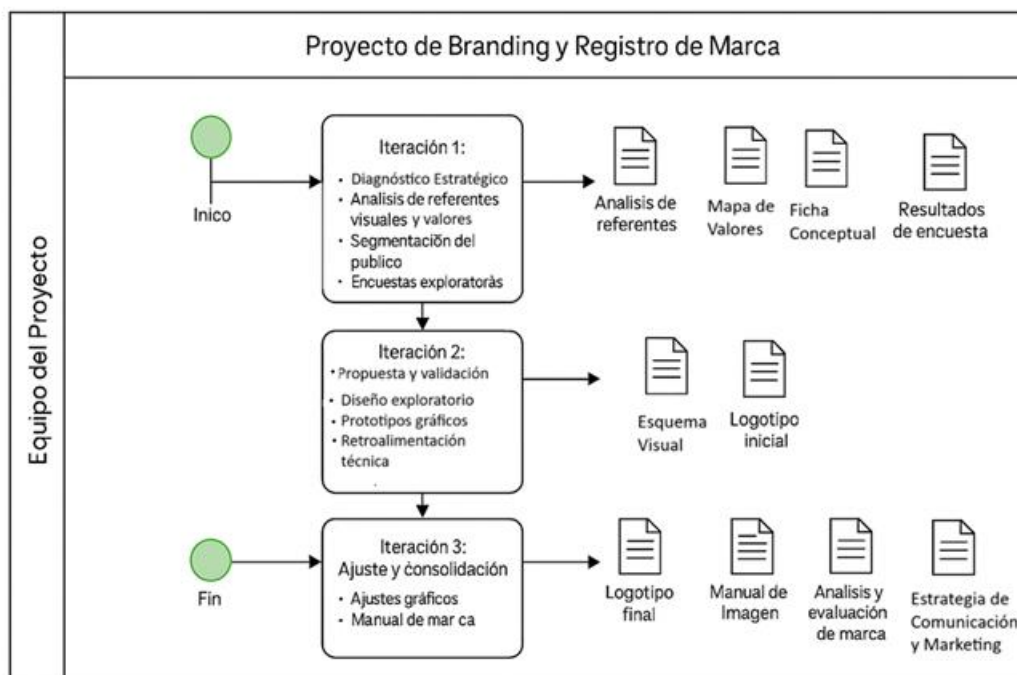 Proyecto de Branding y Registro de Marca
Equipo del Proyecto
Inico
Iteración 1:
• Diagnóstico Estratégico
• Analisis de referentes
visuales y valores
• Segmentación del
publico
• Encuestas exploratoràs
Analisis de
referentes
Mapa de
Valores
Ficha
Conceptual
Resultados
de encuesta
Iteración 2:
• Propuesta y validación
• Diseño exploratorio
• Prototipos gráficos
• Retroalimentación
técnica
Esquema
Visual
Logotipo
inicial
Fin
Iteración 3:
Ajuste y consolidación
• Ajustes gráficos
• Manual de mar ca
Logotipo
final
Manual de
Imagen
Analisis y
evaluación
de marca
Estrategia de
Comunicación
y Marketing